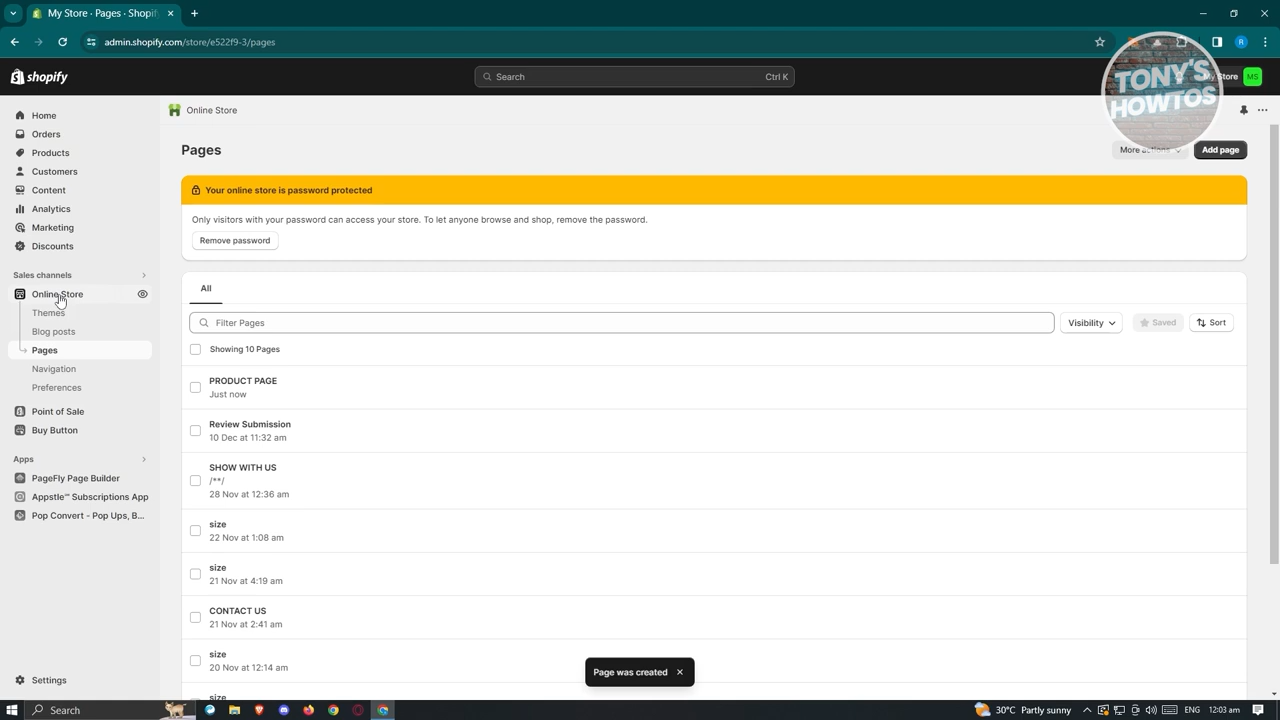 My Store · Pages · Shopif
admin.shopify.com/store/e522f9-3/pages
R
shopify
Search
Ctrl K
TONY'S
HOWTOS
My Store
MS
Home
Orders
Products
Customers
Content
Analytics
Marketing
Discounts
Sales channels
Online Store
Themes
Blog posts
Pages
Navigation
Preferences
Point of Sale
Buy Button
Apps
PageFly Page Builder
Appstle℠ Subscriptions App
Pop Convert - Pop Ups, B...
Settings
Online Store
Pages
More actions
Add page
Your online store is password protected
Only visitors with your password can access your store. To let anyone browse and shop, remove the password.
Remove password
All
Filter Pages
Visibility
Saved
Sort
Showing 10 Pages
PRODUCT PAGE
Just now
Review Submission
10 Dec at 11:32 am
SHOW WITH US
/**/
28 Nov at 12:36 am
size
22 Nov at 1:08 am
size
21 Nov at 4:19 am
CONTACT US
21 Nov at 2:41 am
size
20 Nov at 12:14 am
size
Page was created
Search
30°C Partly sunny
ENG
12:03 am